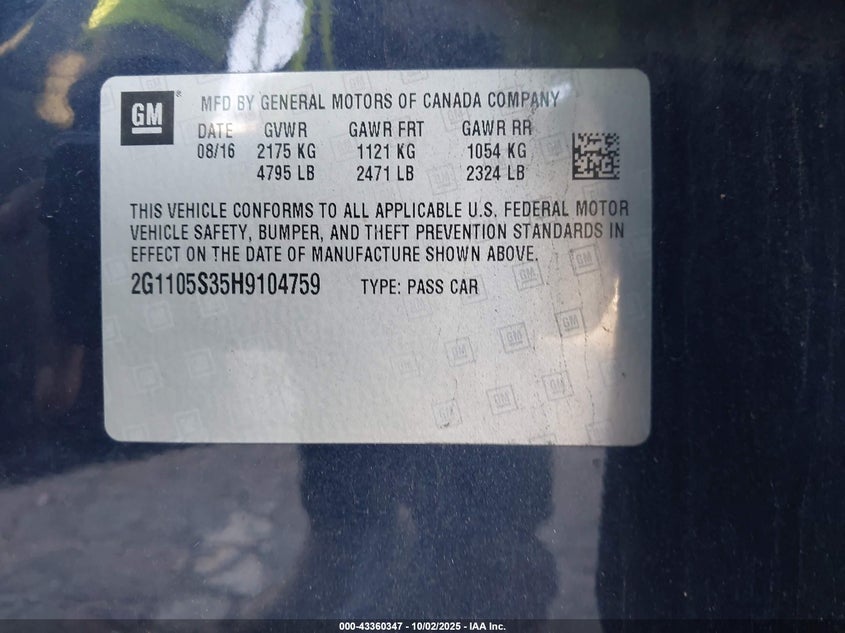 GM
MFD BY GENERAL MOTORS OF CANADA COMPANY
DATE GVWR GAWR FRT GAWR RR
08/16 2175 KG 1121 KG 1054 KG
4795 LB 2471 LB 2324 LB
THIS VEHICLE CONFORMS TO ALL APPLICABLE U.S. FEDERAL MOTOR
VEHICLE SAFETY, BUMPER, AND THEFT PREVENTION STANDARDS IN
EFFECT ON THE DATE OF MANUFACTURE SHOWN ABOVE.
2G1105S35H9104759 TYPE: PASS CAR
000-43360347 - 10/02/2025 - IAA Inc.